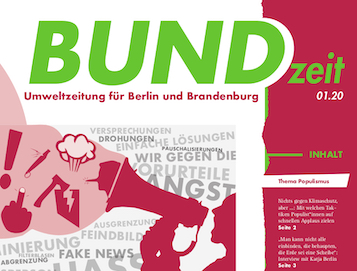 BUND
zeit
Umweltzeitung für Berlin und Brandenburg
01.20
INHALT
Thema Populismus
Nichts gegen Klimaschutz,
aber ...: Mit welchen Tak-
tiken Populist*innen auf
schnellen Applaus zielen
Seite 2
„Man kann nicht alle
einbinden, die behaupten,
die Erde sei eine Scheibe“:
Interview mit Katja Berlin
Seite 3
VERSPRECHUNGEN
DROHUNGEN
EINFACHE LÖSUNGEN
PAUSCHALISIERUNGEN
WIR GEGEN DIE
VORURTEILE
ANGST
AUSGRENZUNG
FEINDBILD
FILTERBLASEN
ABGRENZUNG
FAKE NEWS